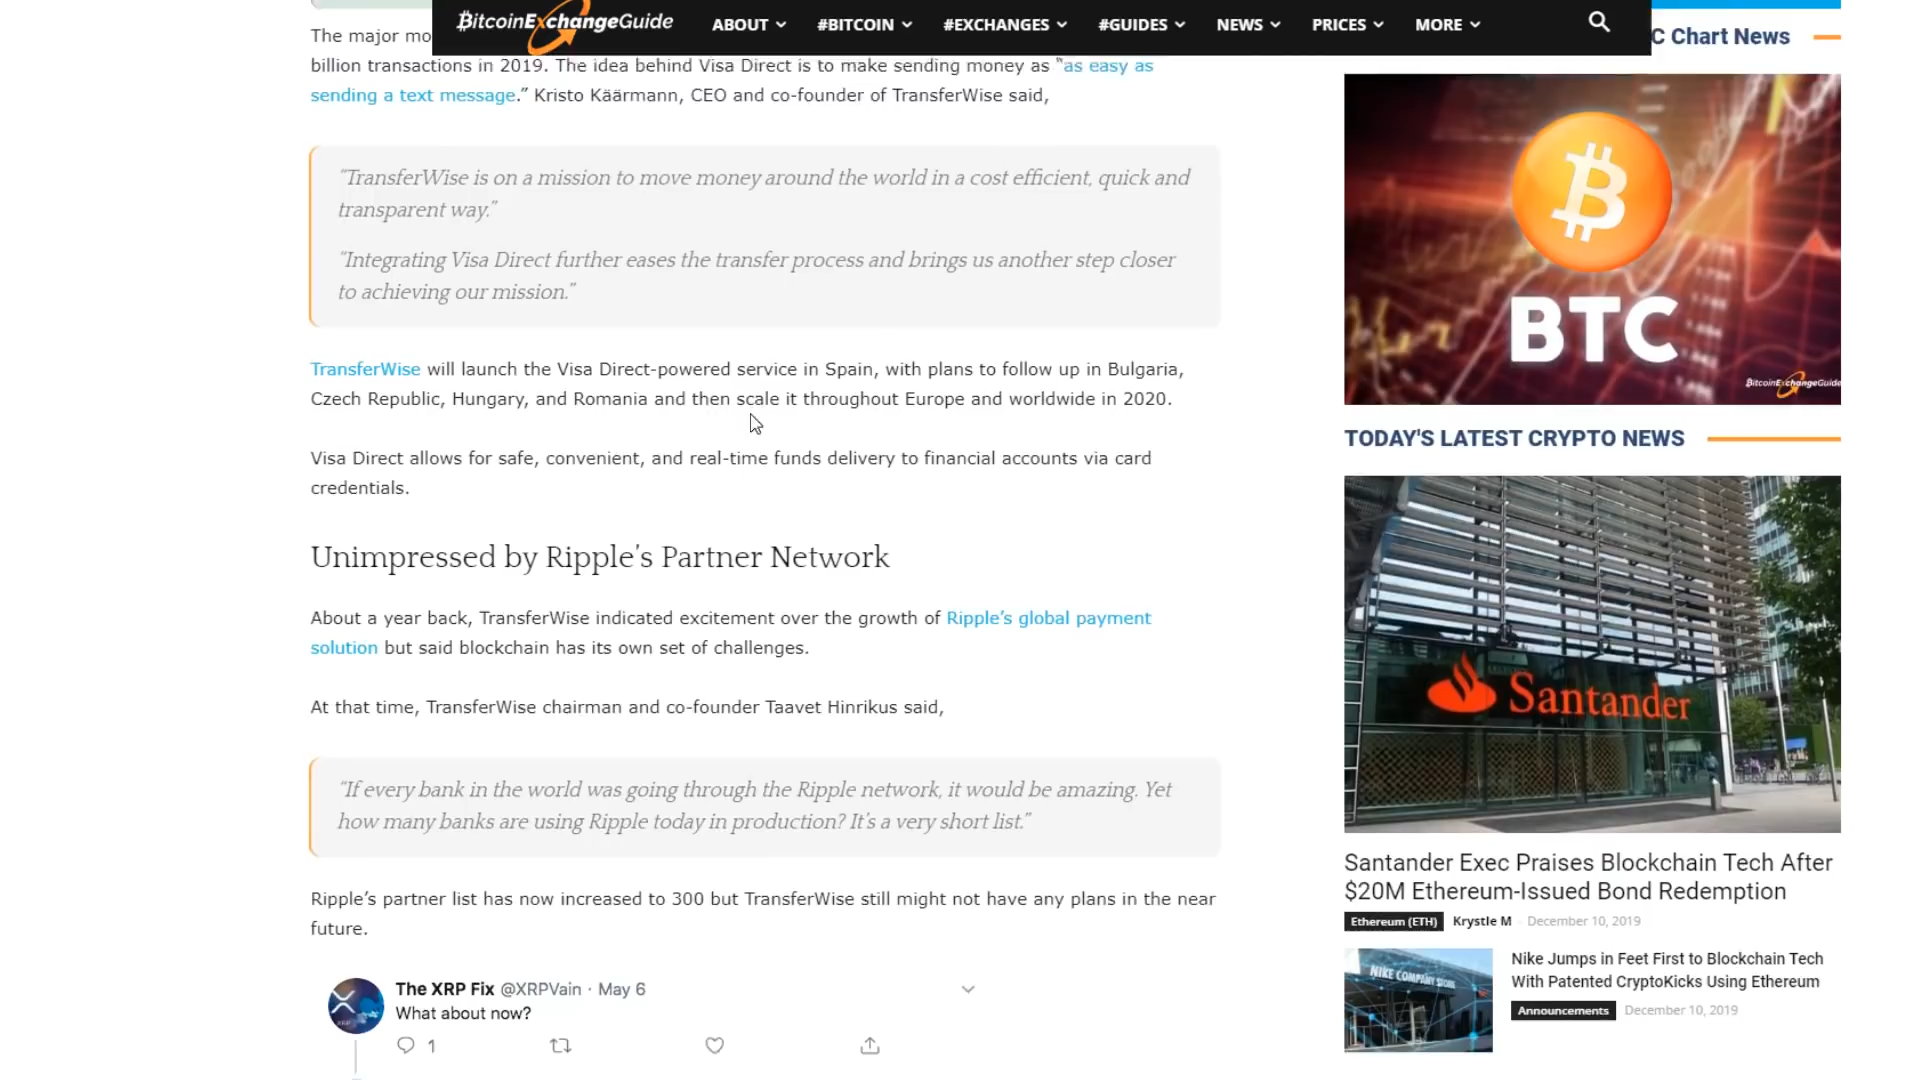 BitcoinExchangeGuide
ABOUT
#BITCOIN
#EXCHANGES
#GUIDES
NEWS
PRICES
MORE
The major mo
billion transactions in 2019. The idea behind Visa Direct is to make sending money as “as easy as
sending a text message.” Kristo Käärmann, CEO and co-founder of TransferWise said,
“TransferWise is on a mission to move money around the world in a cost efficient, quick and
transparent way.”
“Integrating Visa Direct further eases the transfer process and brings us another step closer
to achieving our mission.”
TransferWise will launch the Visa Direct-powered service in Spain, with plans to follow up in Bulgaria,
Czech Republic, Hungary, and Romania and then scale it throughout Europe and worldwide in 2020.
Visa Direct allows for safe, convenient, and real-time funds delivery to financial accounts via card
credentials.
Unimpressed by Ripple’s Partner Network
About a year back, TransferWise indicated excitement over the growth of Ripple’s global payment
solution but said blockchain has its own set of challenges.
At that time, TransferWise chairman and co-founder Taavet Hinrikus said,
“If every bank in the world was going through the Ripple network, it would be amazing. Yet
how many banks are using Ripple today in production? It’s a very short list.”
Ripple’s partner list has now increased to 300 but TransferWise still might not have any plans in the near
future.
The XRP Fix @XRPVain · May 6
What about now?
1
C Chart News
BTC
BitcoinExchangeGuide
TODAY'S LATEST CRYPTO NEWS
Santander
Santander Exec Praises Blockchain Tech After
$20M Ethereum-Issued Bond Redemption
Ethereum (ETH) Krystle M - December 10, 2019
NIKE COMPANY STORE
Nike Jumps in Feet First to Blockchain Tech
With Patented CryptoKicks Using Ethereum
Announcements December 10, 2019